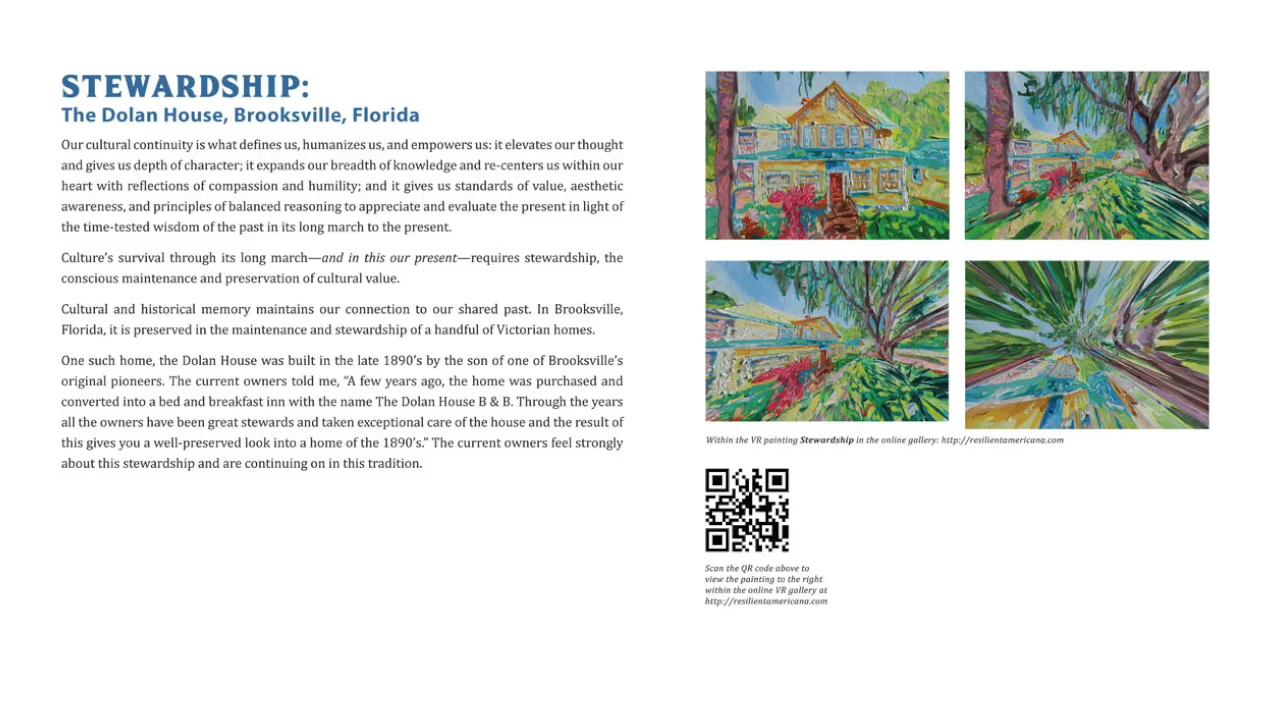 STEWARDSHIP:
The Dolan House, Brooksville, Florida
Our cultural continuity is what defines us, humanizes us, and empowers us: it elevates our thought
and gives us depth of character; it expands our breadth of knowledge and re-centers us within our
heart with reflections of compassion and humility; and it gives us standards of value, aesthetic
awareness, and principles of balanced reasoning to appreciate and evaluate the present in light of
the time-tested wisdom of the past in its long march to the present.
Culture’s survival through its long march—and in this our present—requires stewardship, the
conscious maintenance and preservation of cultural value.
Cultural and historical memory maintains our connection to our shared past. In Brooksville,
Florida, it is preserved in the maintenance and stewardship of a handful of Victorian homes.
One such home, the Dolan House was built in the late 1890’s by the son of one of Brooksville’s
original pioneers. The current owners told me, “A few years ago, the home was purchased and
converted into a bed and breakfast inn with the name The Dolan House B & B. Through the years
all the owners have been great stewards and taken exceptional care of the house and the result of
this gives you a well-preserved look into a home of the 1890’s.” The current owners feel strongly
about this stewardship and are continuing on in this tradition.
Within the VR painting Stewardship in the online gallery: http://resilientamericana.com
Scan the QR code above to
view the painting to the right
within the online VR gallery at
http://resilientamericana.com